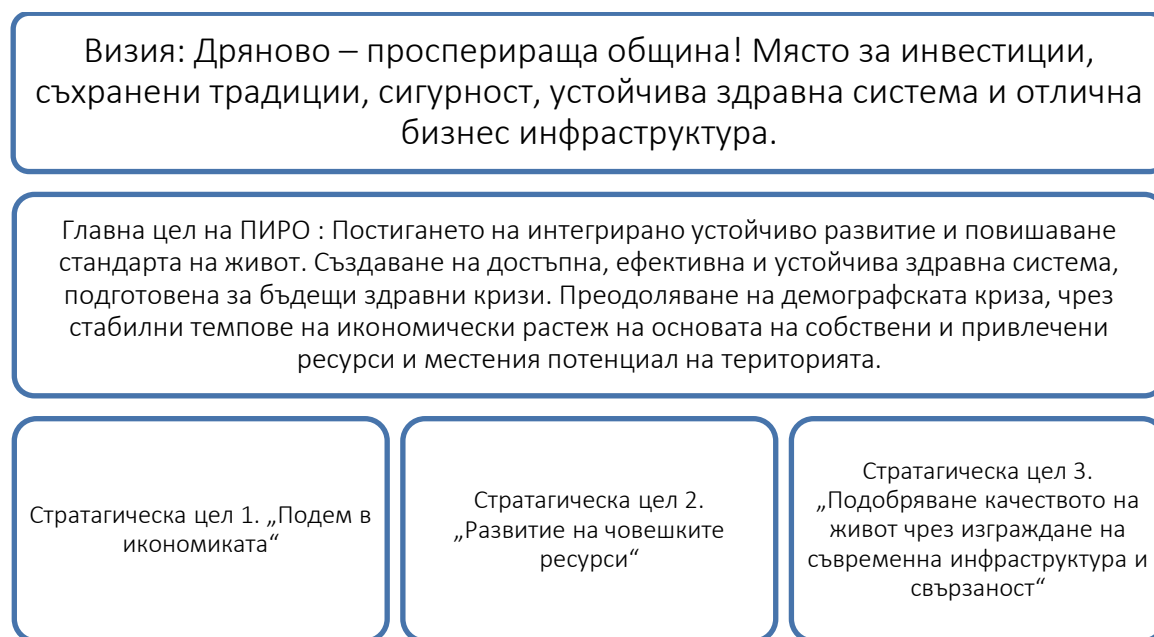 Визия: Дряново – просперираща община! Място за инвестиции,
съхранени традиции, сигурност, устойчива здравна система и отлична
бизнес инфраструктура.
Главна цел на ПИРО : Постигането на интегрирано устойчиво развитие и повишаване
стандарта на живот. Създаване на достъпна, ефективна и устойчива здравна система,
подготовена за бъдещи здравни кризи. Преодоляване на демографската криза, чрез
стабилни темпове на икономически растеж на основата на собствени и привлечени
ресурси и местения потенциал на територията.
Стратагическа цел 1. „Подем в
икономиката“
Стратагическа цел 2.
„Развитие на човешките
ресурси“
Стратагическа цел 3.
„Подобряване качеството на
живот чрез изграждане на
съвременна инфраструктура и
свързаност“